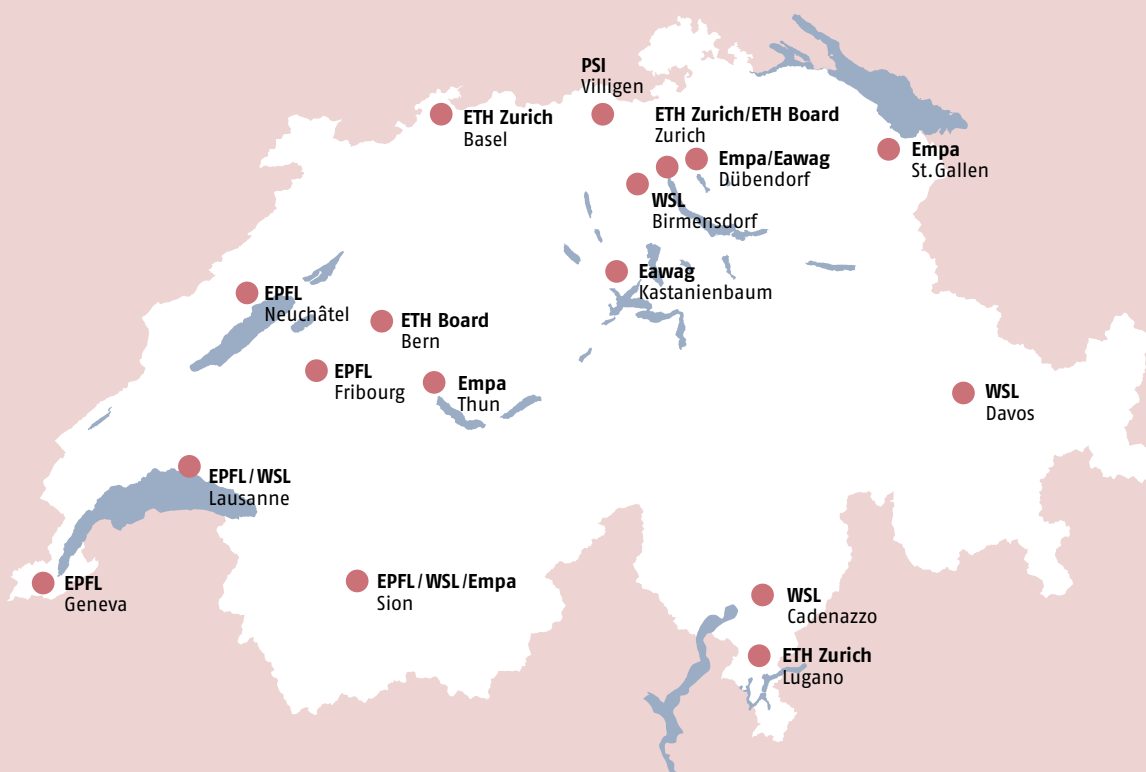 PSI
Villigen
ETH Zurich
Basel
ETH Zurich/ETH Board
Zurich
Empa/Eawag
Dübendorf
Empa
St.Gallen
WSL
Birmensdorf
Eawag
Kastanienbaum
EPFL
Neuchâtel
ETH Board
Bern
EPFL
Fribourg
Empa
Thun
WSL
Davos
EPFL/WSL
Lausanne
EPFL
Geneva
EPFL/WSL/Empa
Sion
WSL
Cadenazzo
ETH Zurich
Lugano